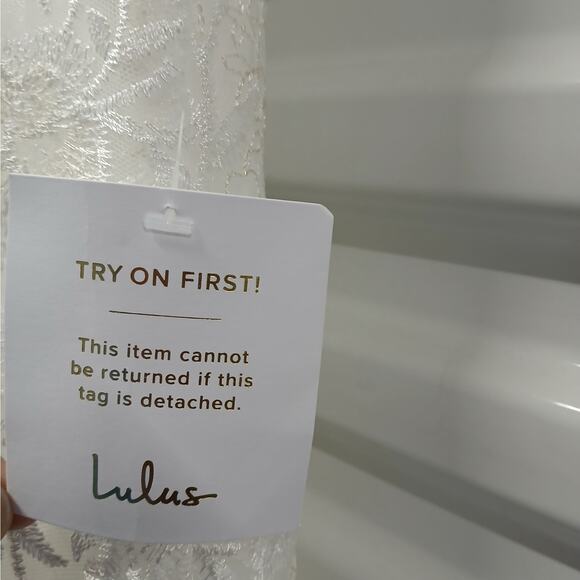 TRY ON FIRST!
This item cannot
be returned if this
tag is detached.
Lulus